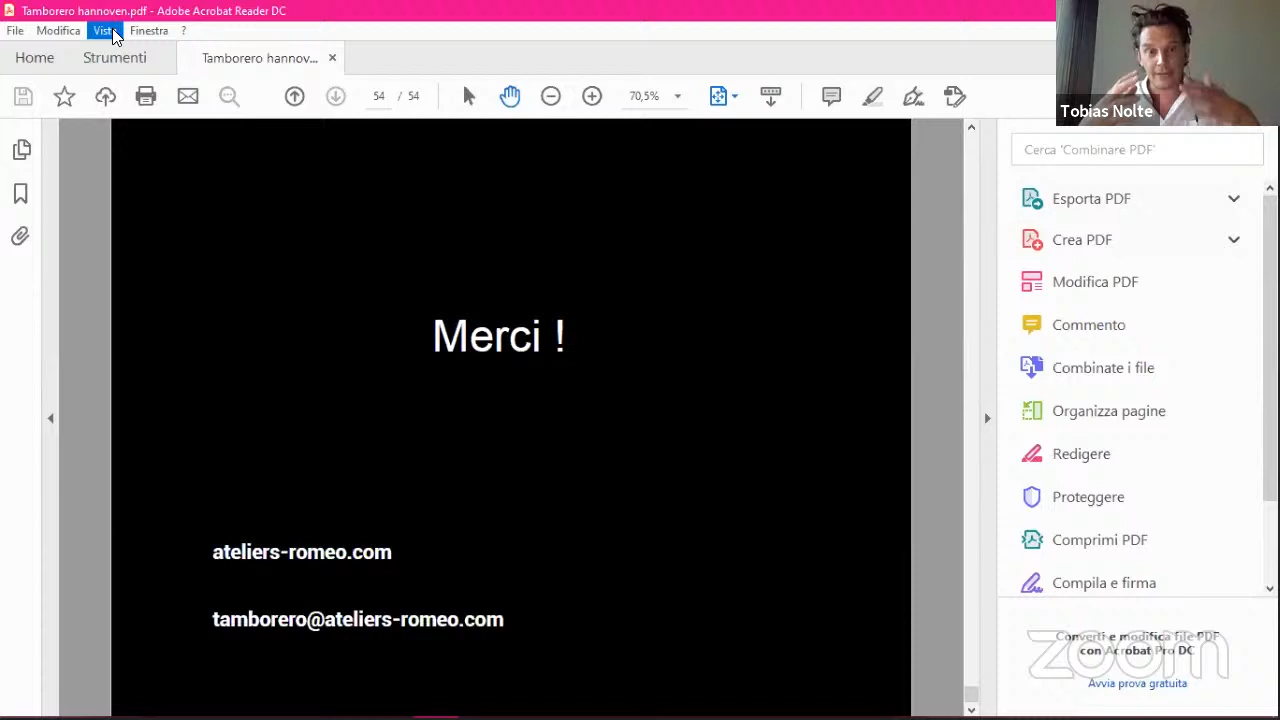 Tamborero hannoven.pdf - Adobe Acrobat Reader DC
File Modifica Vista Finestra ?
Home Strumenti Tamborero hannov... ×
54 / 54 70,5%
Tobias Nolte
Cerca 'Combinare PDF'
Esporta PDF
Crea PDF
Modifica PDF
Commento
Combinate i file
Organizza pagine
Redigere
Proteggere
Comprimi PDF
Compila e firma
Merci !
ateliers-romeo.com
tamborero@ateliers-romeo.com
Converti e modifica file PDF
con Acrobat Pro DC
zoom
Avvia prova gratuita